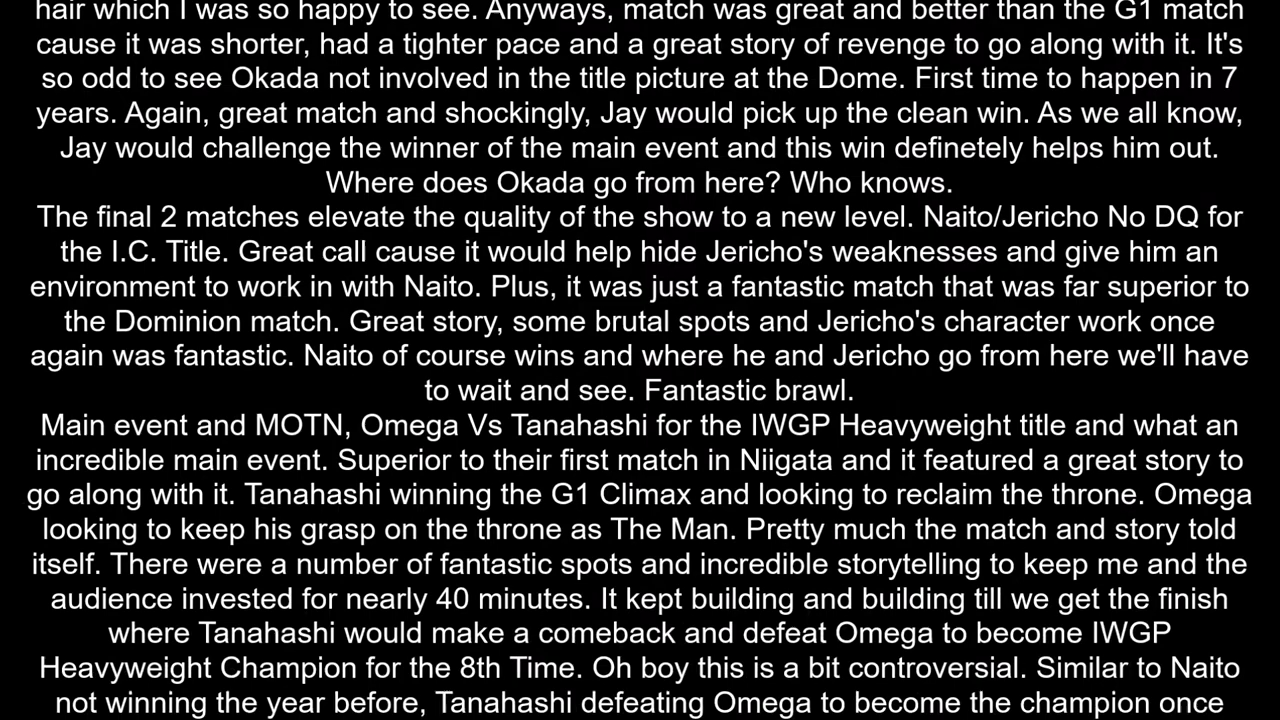 hair which I was so happy to see. Anyways, match was great and better than the G1 match
cause it was shorter, had a tighter pace and a great story of revenge to go along with it. It's
so odd to see Okada not involved in the title picture at the Dome. First time to happen in 7
years. Again, great match and shockingly, Jay would pick up the clean win. As we all know,
Jay would challenge the winner of the main event and this win definetely helps him out.
Where does Okada go from here? Who knows.
The final 2 matches elevate the quality of the show to a new level. Naito/Jericho No DQ for
the I.C. Title. Great call cause it would help hide Jericho's weaknesses and give him an
environment to work in with Naito. Plus, it was just a fantastic match that was far superior to
the Dominion match. Great story, some brutal spots and Jericho's character work once
again was fantastic. Naito of course wins and where he and Jericho go from here we'll have
to wait and see. Fantastic brawl.
Main event and MOTN, Omega Vs Tanahashi for the IWGP Heavyweight title and what an
incredible main event. Superior to their first match in Niigata and it featured a great story to
go along with it. Tanahashi winning the G1 Climax and looking to reclaim the throne. Omega
looking to keep his grasp on the throne as The Man. Pretty much the match and story told
itself. There were a number of fantastic spots and incredible storytelling to keep me and the
audience invested for nearly 40 minutes. It kept building and building till we get the finish
where Tanahashi would make a comeback and defeat Omega to become IWGP
Heavyweight Champion for the 8th Time. Oh boy this is a bit controversial. Similar to Naito
not winning the year before, Tanahashi defeating Omega to become the champion once